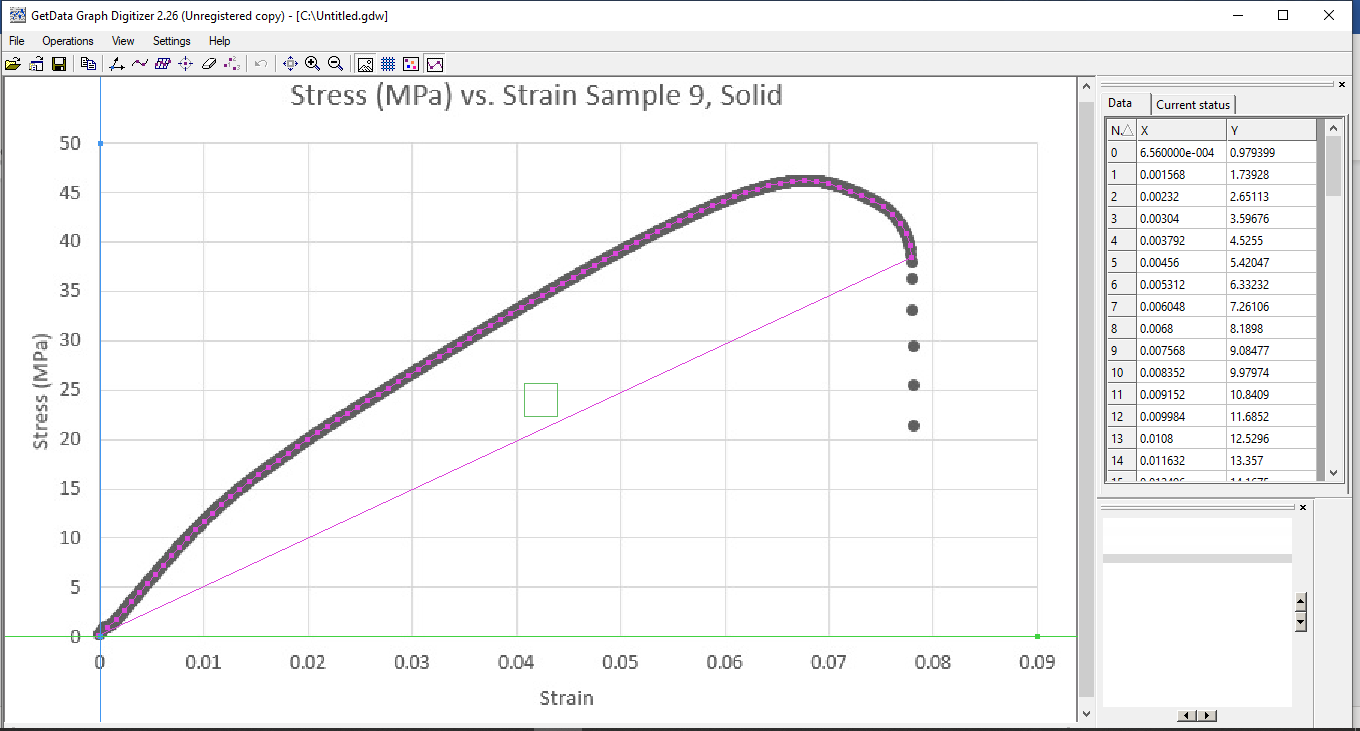 GetData Graph Digitizer 2.26 (Unregistered copy) - [C:\Untitled.gdw]
File Operations View Settings Help
Stress (MPa) vs. Strain Sample 9, Solid
50
45
40
35
30
25
20
15
10
5
0
Stress (MPa)
0 0.01 0.02 0.03 0.04 0.05 0.06 0.07 0.08 0.09
Strain
Data Current status
N. X Y
0 6.560000e-004 0.979399
1 0.001568 1.73928
2 0.00232 2.65113
3 0.00304 3.59676
4 0.003792 4.5255
5 0.00456 5.42047
6 0.005312 6.33232
7 0.006048 7.26106
8 0.0068 8.1898
9 0.007568 9.08477
10 0.008352 9.97974
11 0.009152 10.8409
12 0.009984 11.6852
13 0.0108 12.5296
14 0.011632 13.357